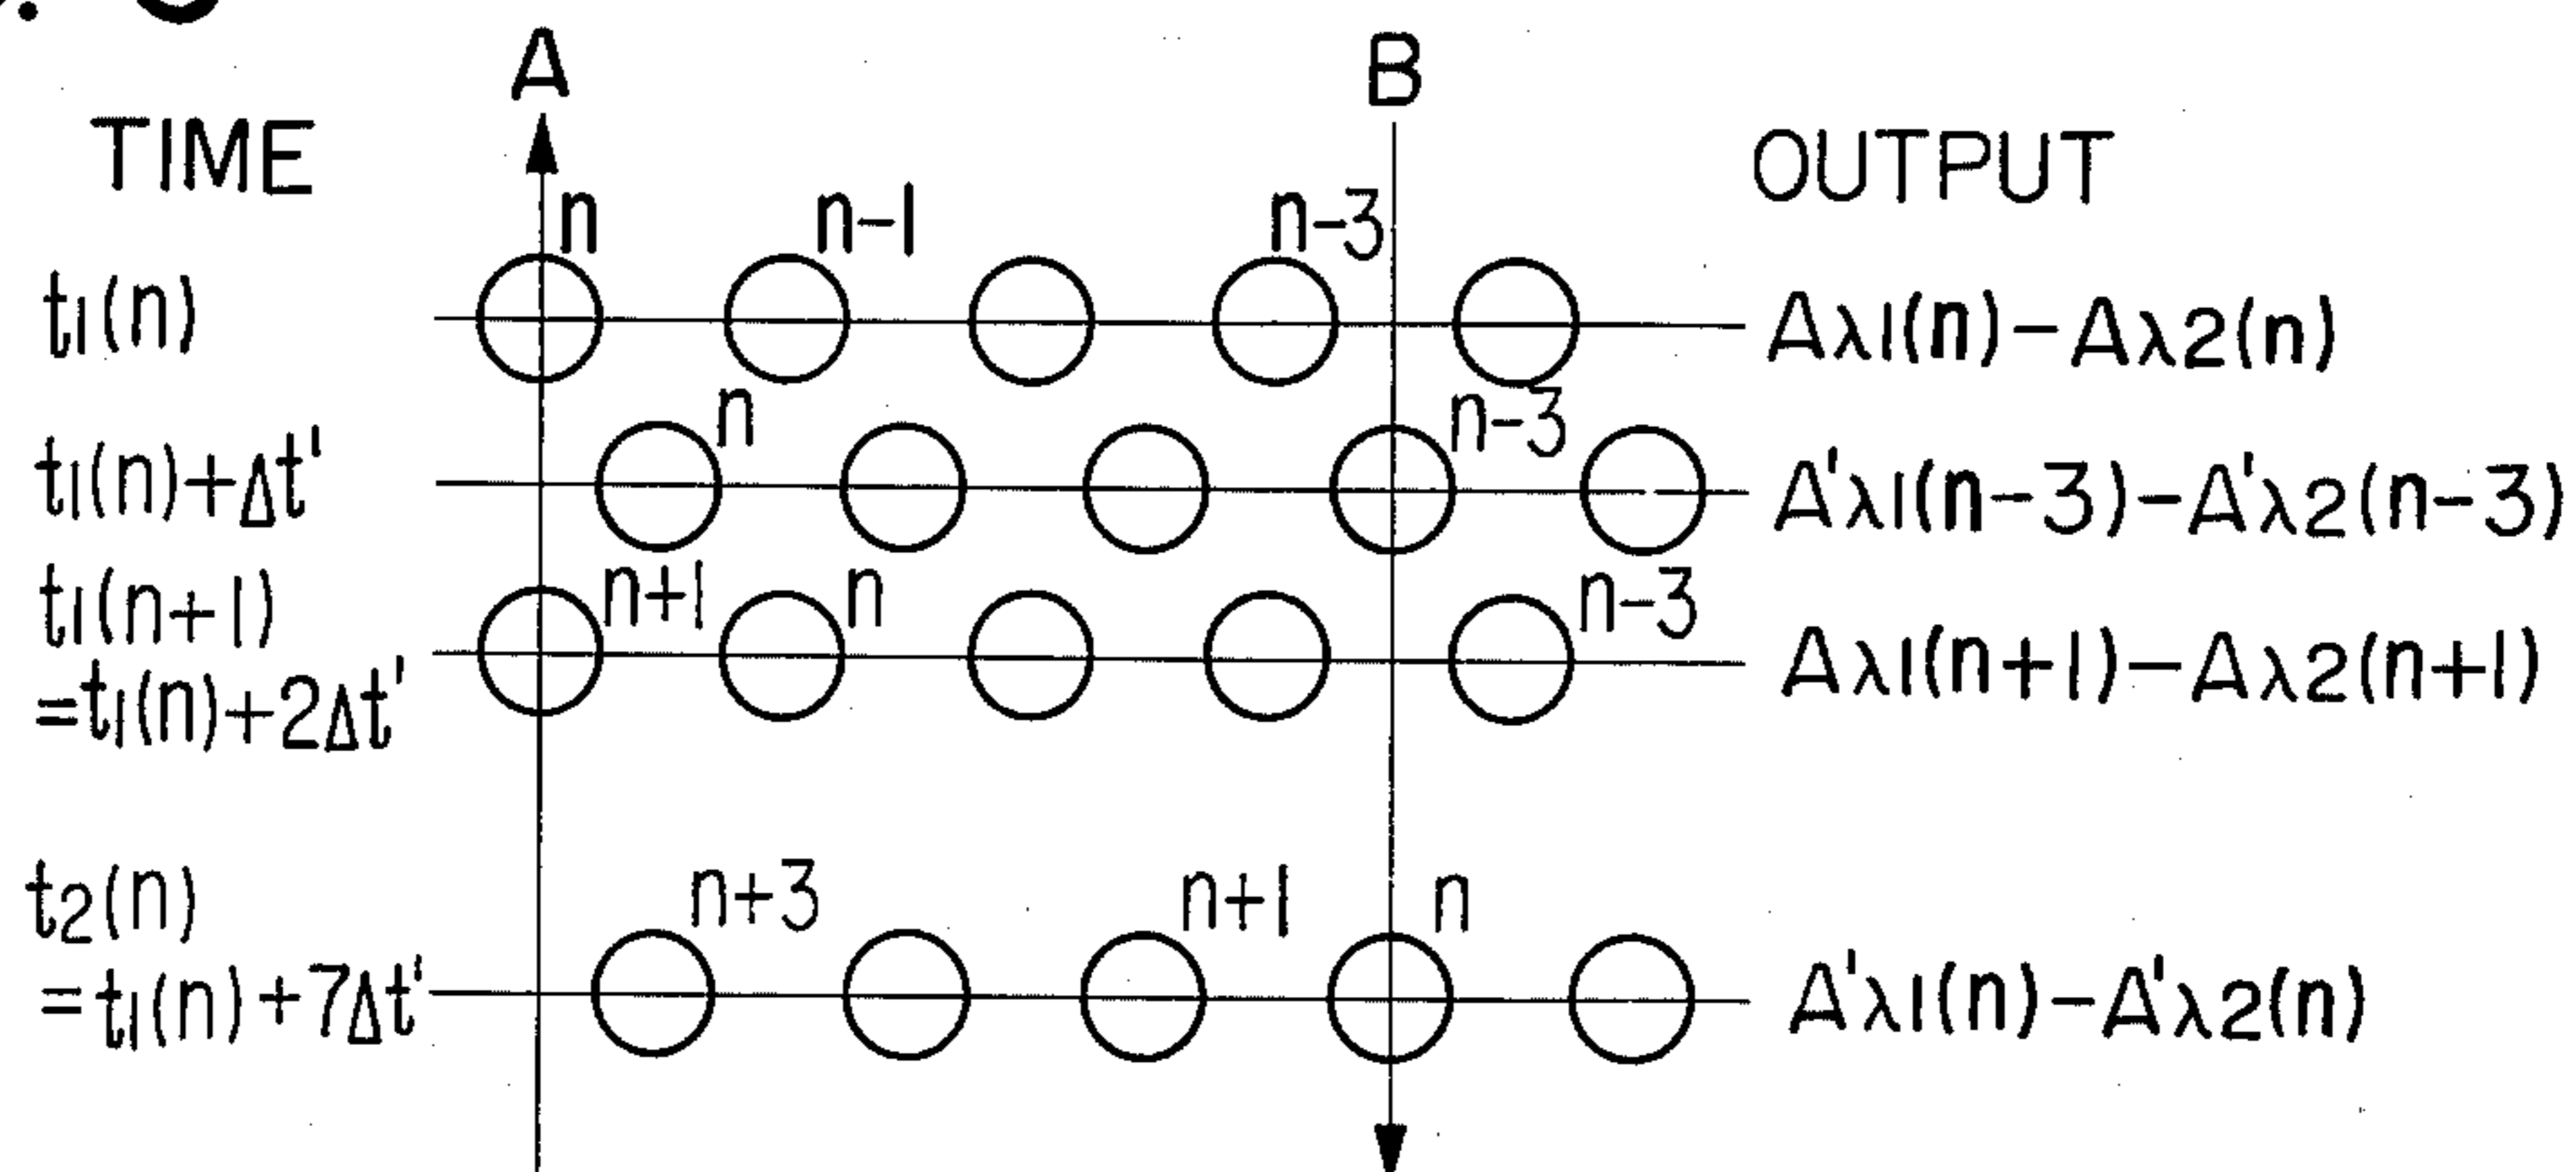 A B
TIME OUTPUT
n n-1 n-3
t1(n) Aλ1(n)-Aλ2(n)
n n-3
t1(n)+Δt' A'λ1(n-3)-A'λ2(n-3)
t1(n+1) n+1 n n-3
=t1(n)+2Δt' Aλ1(n+1)-Aλ2(n+1)
t2(n) n+3 n+1 n
=t1(n)+7Δt' A'λ1(n)-A'λ2(n)